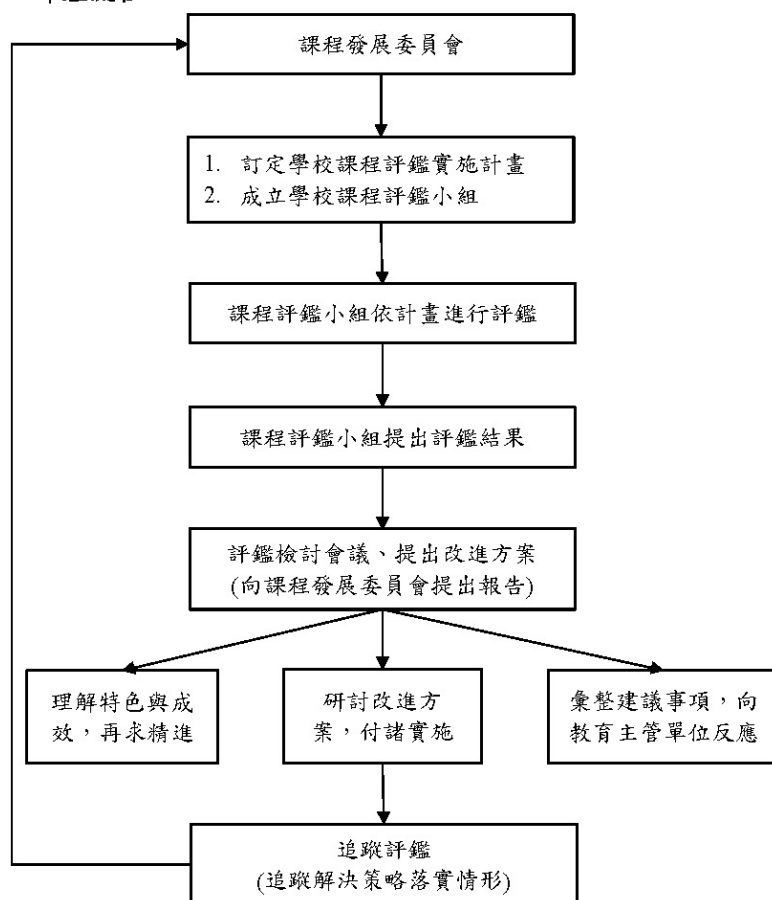 課程發展委員會
1. 訂定學校課程評鑑實施計畫
2. 成立學校課程評鑑小組
課程評鑑小組依計畫進行評鑑
課程評鑑小組提出評鑑結果
評鑑檢討會議、提出改進方案
(向課程發展委員會提出報告)
理解特色與成
效，再求精進
研討改進方
案，付諸實施
彙整建議事項，向
教育主管單位反應
追蹤評鑑
(追蹤解決策略落實情形)